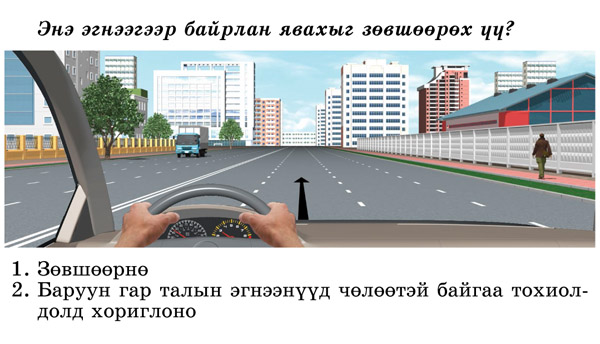 Энэ эгнээгээр байрлан явахыг зөвшөөрөх үү?
1. Зөвшөөрнө
2. Баруун гар талын эгнээнүүд чөлөөтэй байгаа тохиол-
долд хориглоно